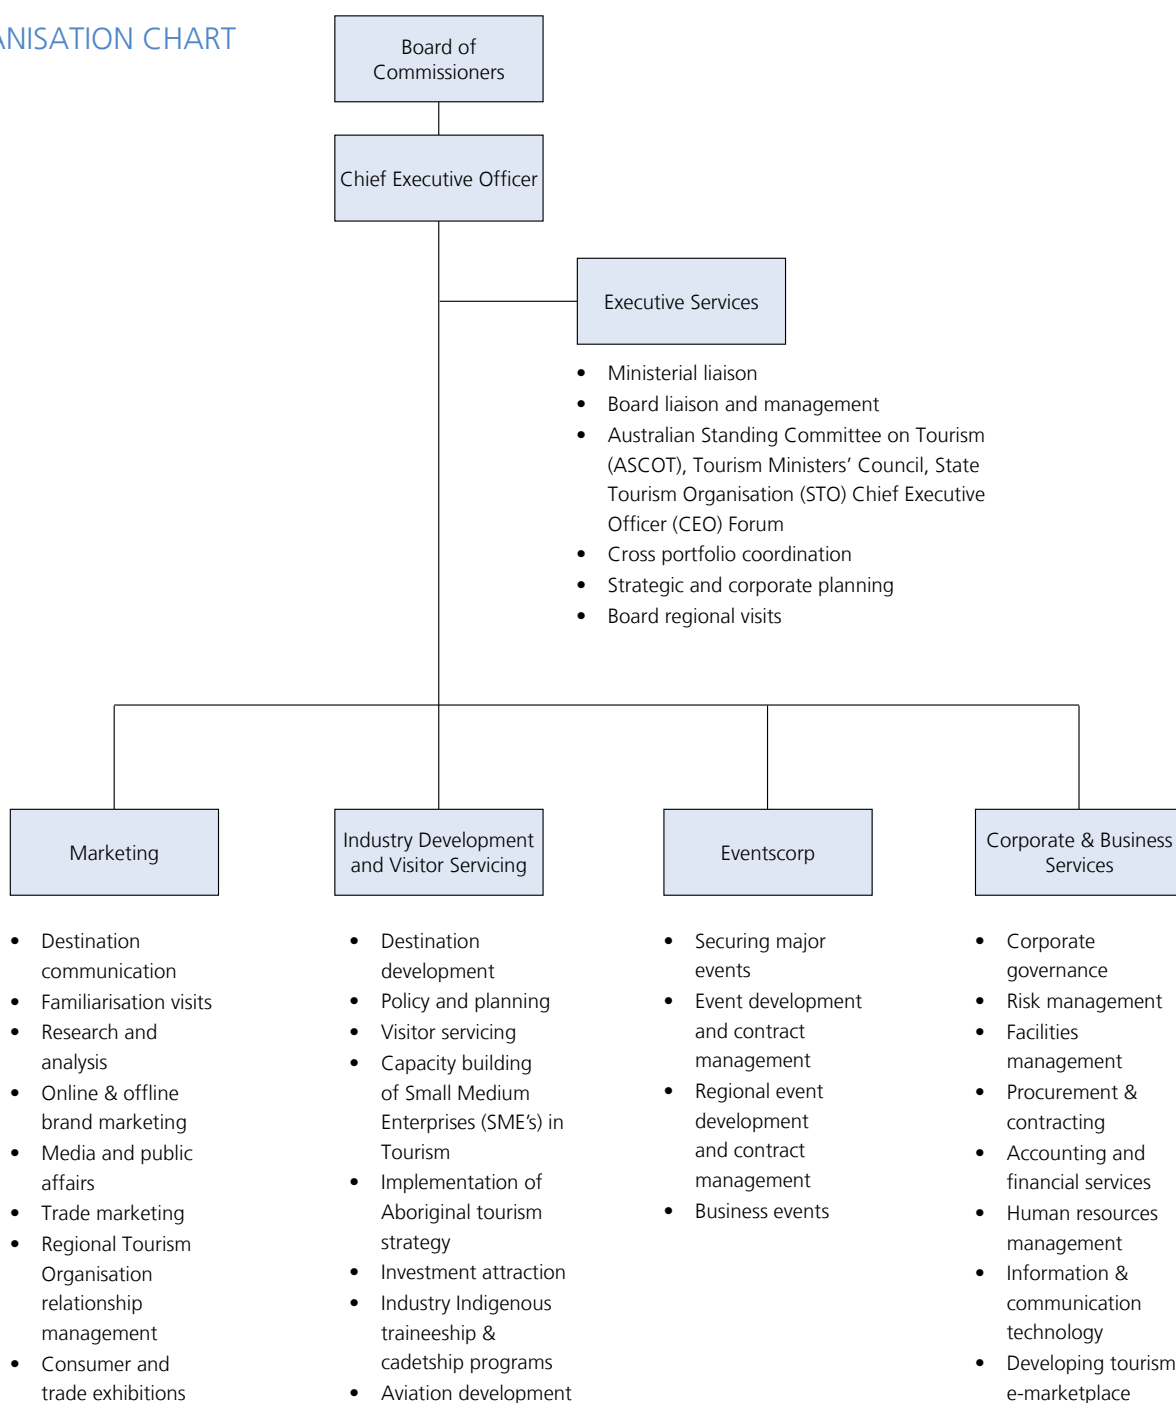 ANISATION CHART
Board of
Commissioners
Chief Executive Officer
Executive Services
• Ministerial liaison
• Board liaison and management
• Australian Standing Committee on Tourism
(ASCOT), Tourism Ministers’ Council, State
Tourism Organisation (STO) Chief Executive
Officer (CEO) Forum
• Cross portfolio coordination
• Strategic and corporate planning
• Board regional visits
Marketing
• Destination
communication
• Familiarisation visits
• Research and
analysis
• Online & offline
brand marketing
• Media and public
affairs
• Trade marketing
• Regional Tourism
Organisation
relationship
management
• Consumer and
trade exhibitions
Industry Development
and Visitor Servicing
• Destination
development
• Policy and planning
• Visitor servicing
• Capacity building
of Small Medium
Enterprises (SME’s) in
Tourism
• Implementation of
Aboriginal tourism
strategy
• Investment attraction
• Industry Indigenous
traineeship &
cadetship programs
• Aviation development
Eventscorp
• Securing major
events
• Event development
and contract
management
• Regional event
development
and contract
management
• Business events
Corporate & Business
Services
• Corporate
governance
• Risk management
• Facilities
management
• Procurement &
contracting
• Accounting and
financial services
• Human resources
management
• Information &
communication
technology
• Developing tourism
e-marketplace